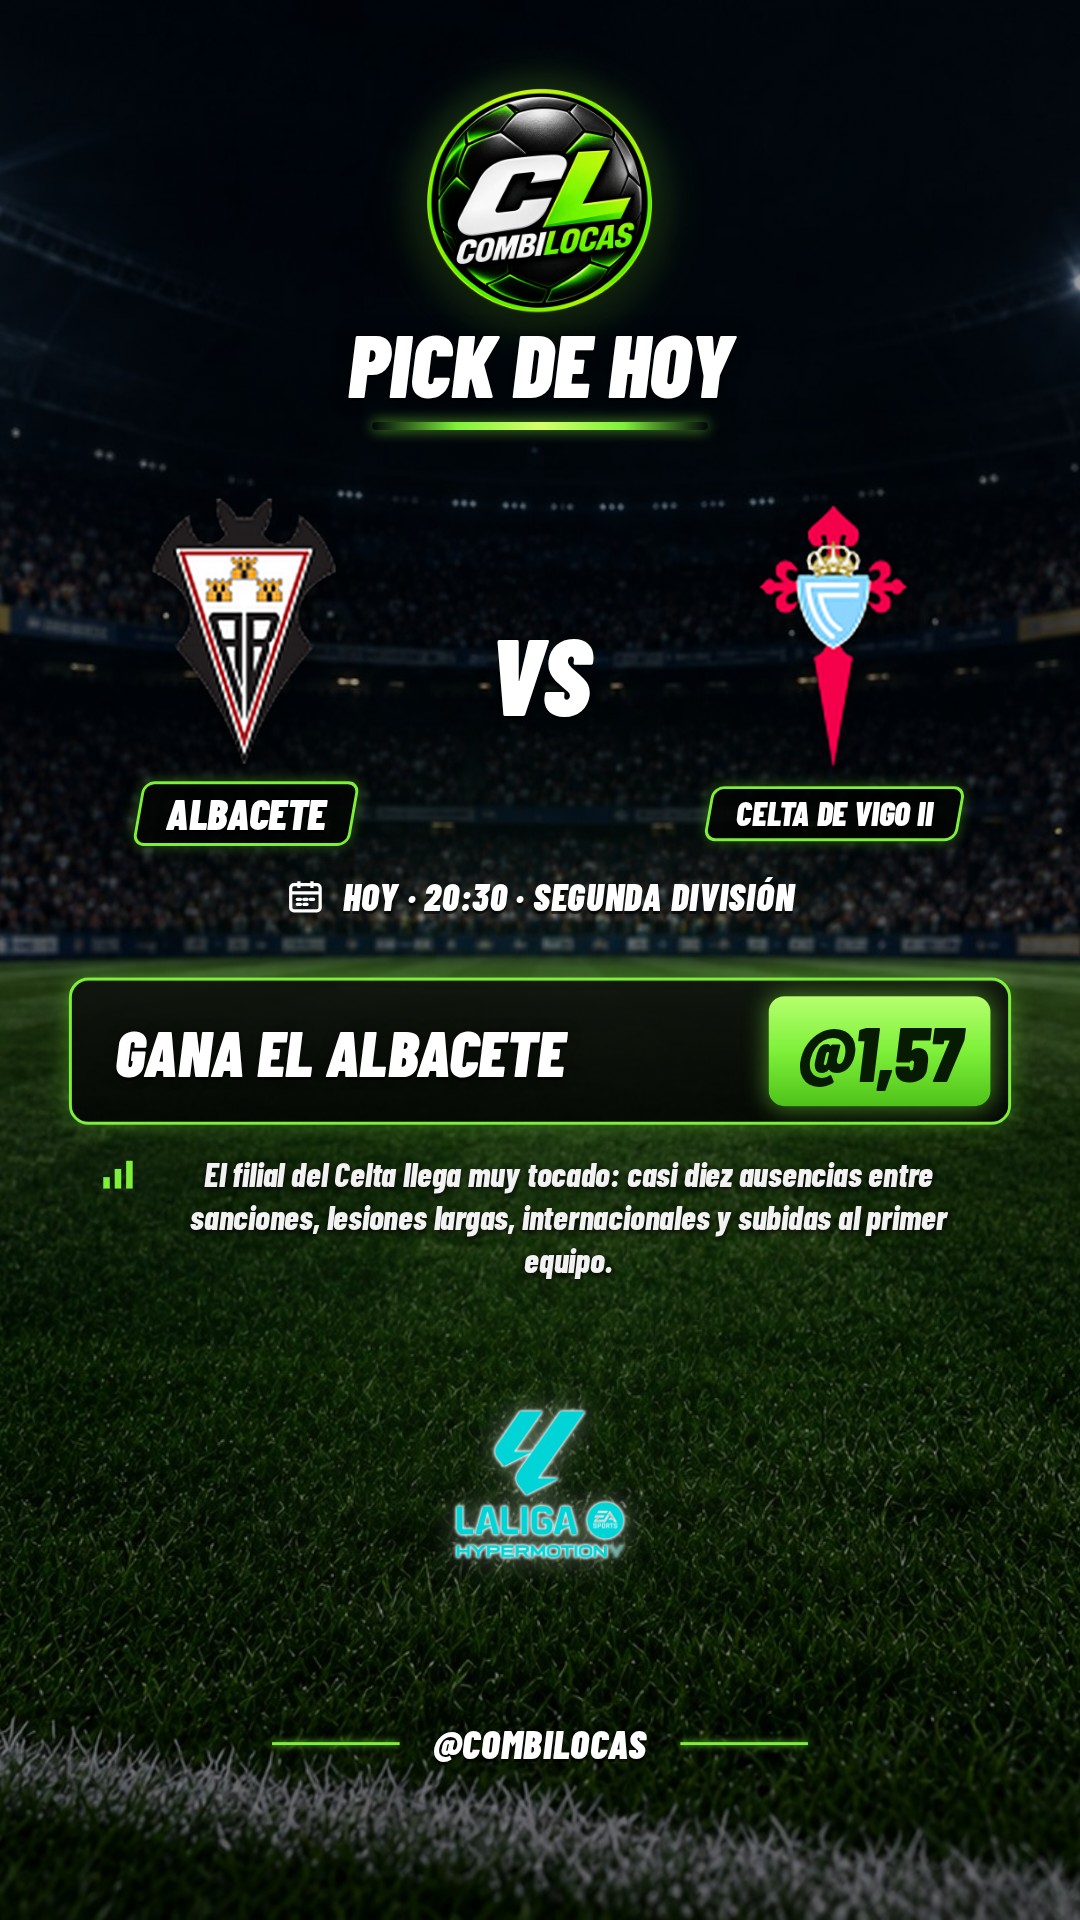 CL
COMBILOCAS
PICK DE HOY
VS
ALBACETE
CELTA DE VIGO II
HOY · 20:30 · SEGUNDA DIVISIÓN
GANA EL ALBACETE
@1,57
El filial del Celta llega muy tocado: casi diez ausencias entre
sanciones, lesiones largas, internacionales y subidas al primer
equipo.
LALIGA EA SPORTS
HYPERMOTION
@COMBILOCAS